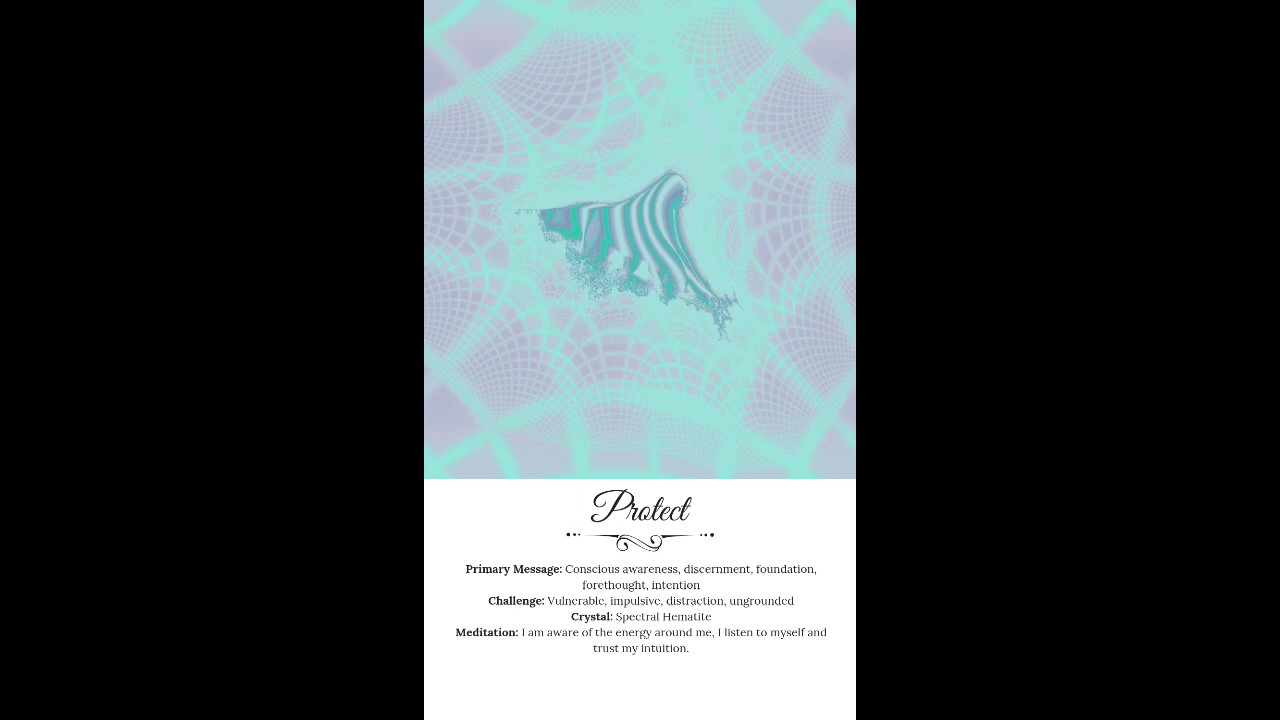 Protect
Primary Message: Conscious awareness, discernment, foundation,
forethought, intention
Challenge: Vulnerable, impulsive, distraction, ungrounded
Crystal: Spectral Hematite
Meditation: I am aware of the energy around me, I listen to myself and
trust my intuition.